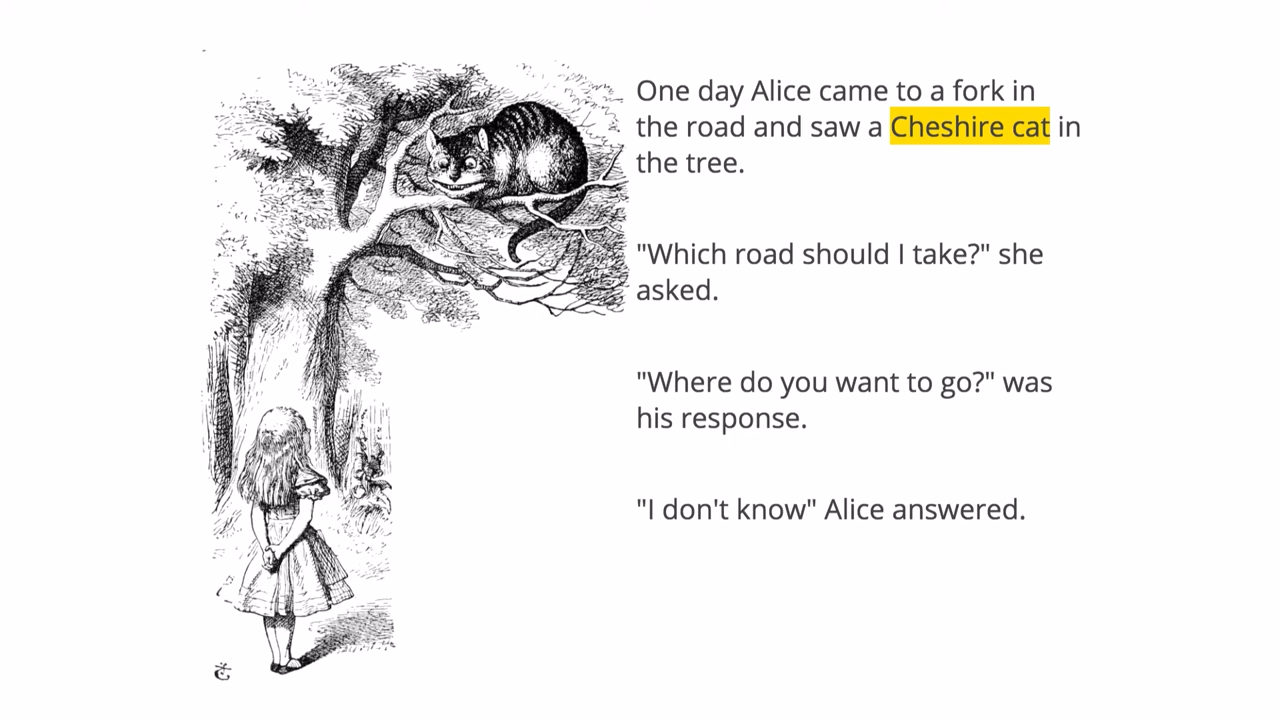 One day Alice came to a fork in
the road and saw a Cheshire cat in
the tree.
"Which road should I take?" she
asked.
"Where do you want to go?" was
his response.
"I don't know" Alice answered.